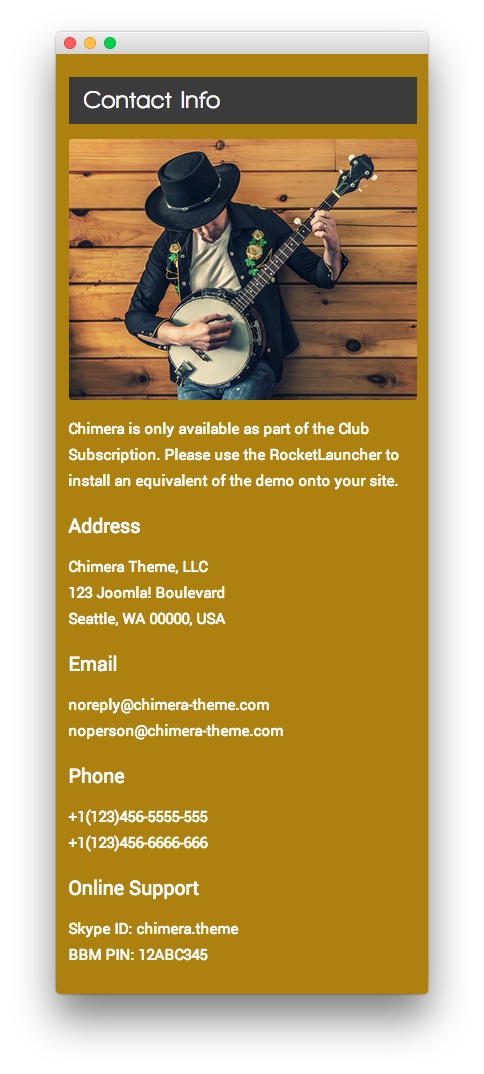 Contact Info
Chimera is only available as part of the Club
Subscription. Please use the RocketLauncher to
install an equivalent of the demo onto your site.
Address
Chimera Theme, LLC
123 Joomla! Boulevard
Seattle, WA 00000, USA
Email
noreply@chimera-theme.com
noperson@chimera-theme.com
Phone
+1(123)456-5555-555
+1(123)456-6666-666
Online Support
Skype ID: chimera.theme
BBM PIN: 12ABC345